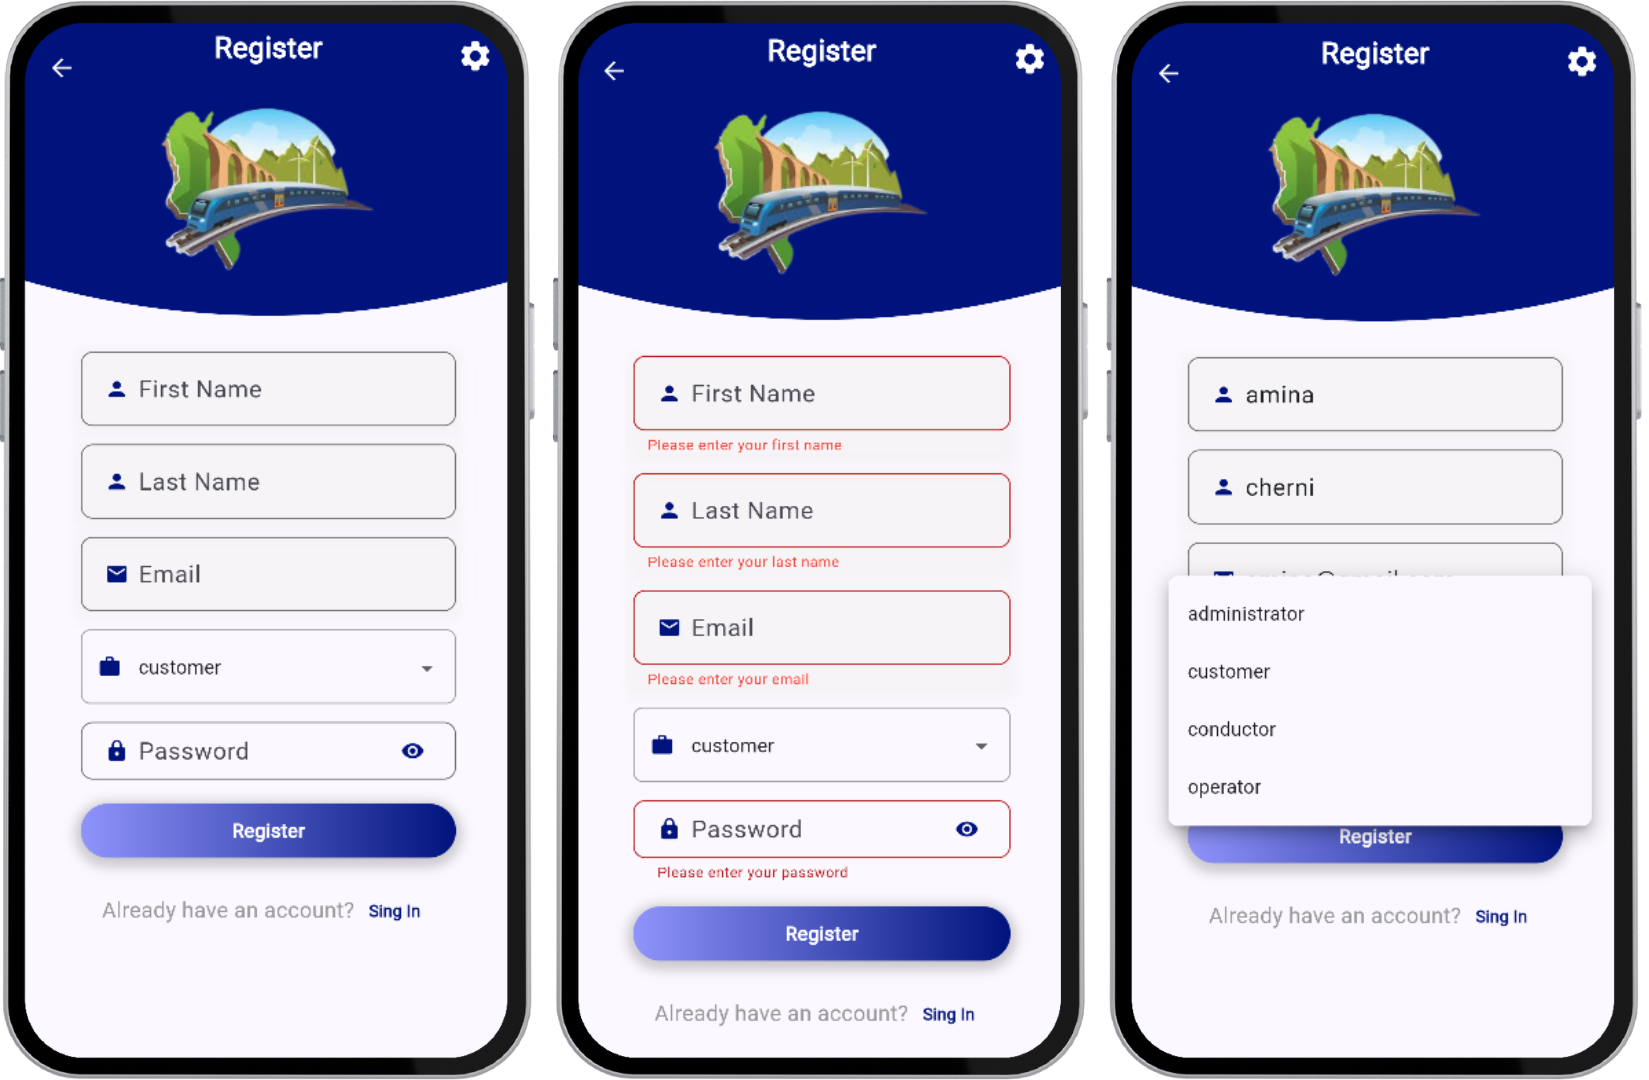 Register
First Name
Last Name
Email
customer
Password
Register
Already have an account? Sing In
Register
First Name
Please enter your first name
Last Name
Please enter your last name
Email
Please enter your email
customer
Password
Please enter your password
Register
Already have an account? Sing In
Register
amina
cherni
administrator
customer
conductor
operator
Register
Already have an account? Sing In